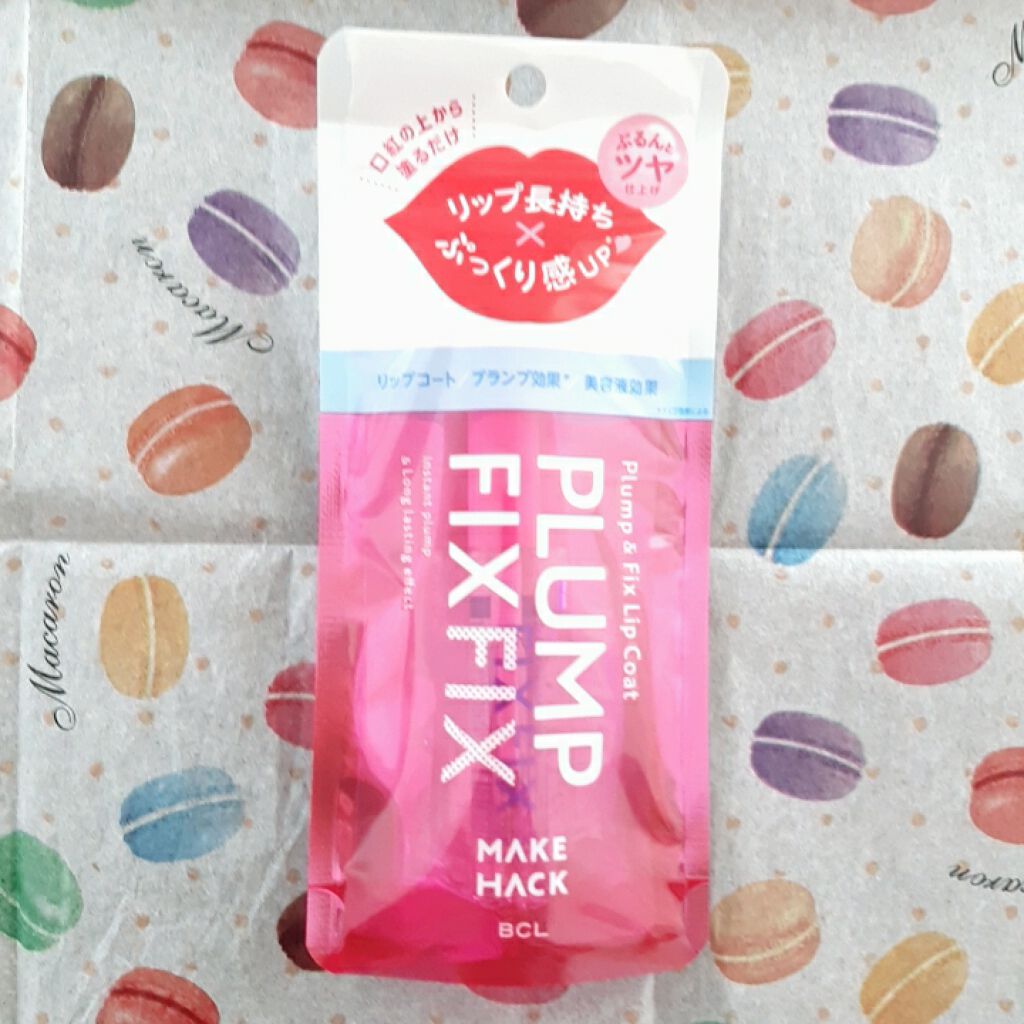 口紅の上から
塗るだけ
ぷるんと
ツヤ
仕上げ
リップ長持ち
×
ぷっくり感UP*
リップコート プランプ効果* 美容液効果
Plump & Fix Lip Coat
PLUMP
FIXFIX
Instant plump
& Long lasting effect
MAKE
HACK
BCL
Macaron
Macaron